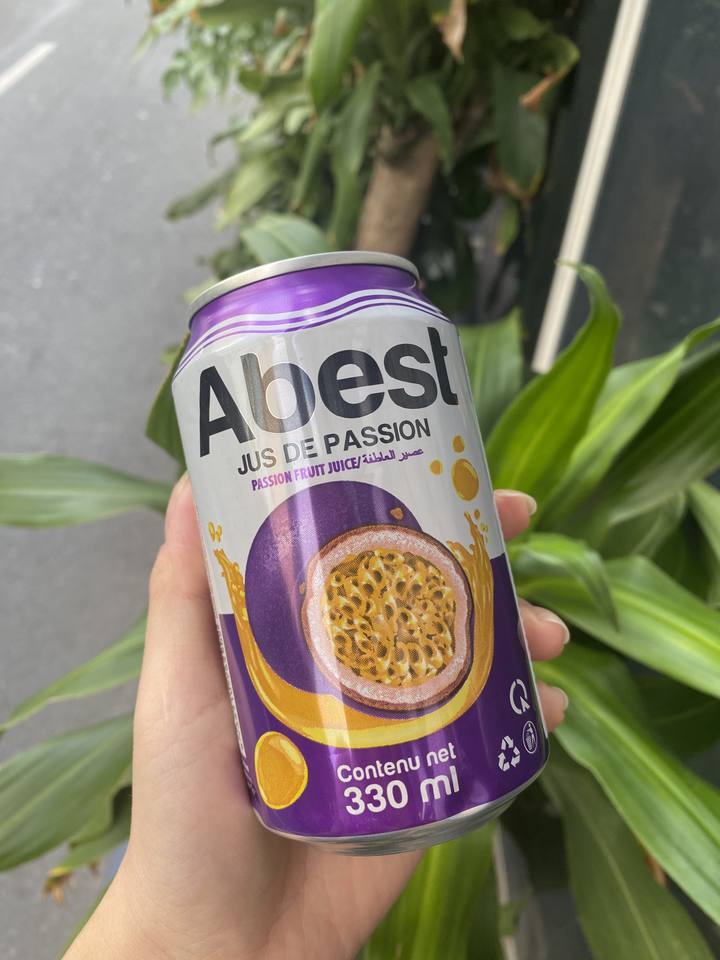 Abest
JUS DE PASSION
PASSION FRUIT JUICE/عصير العاطفة
Contenu net
330 ml